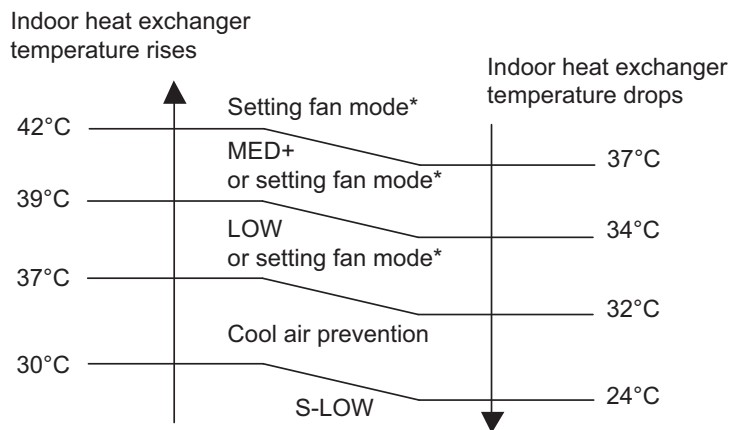 Indoor heat exchanger
temperature rises
Indoor heat exchanger
temperature drops
Setting fan mode*
42°C
MED+
37°C
or setting fan mode*
39°C
LOW
34°C
or setting fan mode*
37°C
32°C
Cool air prevention
30°C
24°C
S-LOW